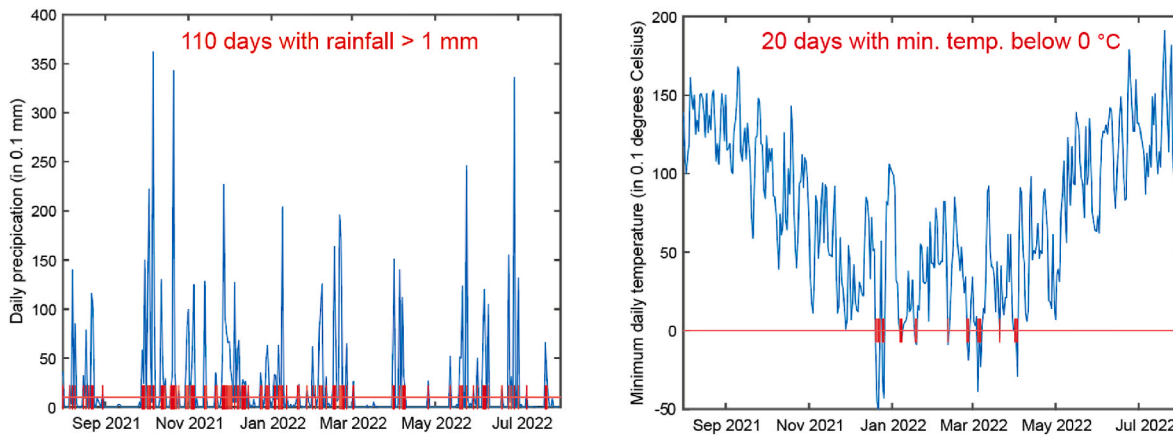 110 days with rainfall > 1 mm
Daily precipication (in 0.1 mm)
400
350
300
250
200
150
100
50
0
Sep 2021 Nov 2021 Jan 2022 Mar 2022 May 2022 Jul 2022
20 days with min. temp. below 0 °C
Minimum daily temperature (in 0.1 degrees Celsius)
200
150
100
50
0
-50
Sep 2021 Nov 2021 Jan 2022 Mar 2022 May 2022 Jul 2022